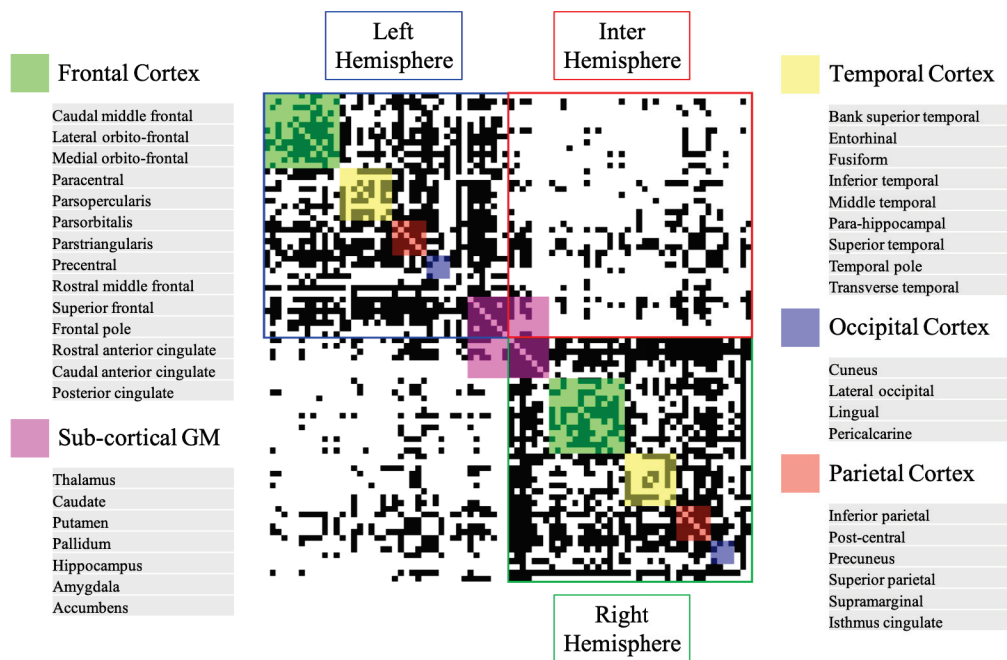 Left
Hemisphere
Inter
Hemisphere
Frontal Cortex
Caudal middle frontal
Lateral orbito-frontal
Medial orbito-frontal
Paracentral
Parsopercularis
Parsorbitalis
Parstriangularis
Precentral
Rostral middle frontal
Superior frontal
Frontal pole
Rostral anterior cingulate
Caudal anterior cingulate
Posterior cingulate
Sub-cortical GM
Thalamus
Caudate
Putamen
Pallidum
Hippocampus
Amygdala
Accumbens
Temporal Cortex
Bank superior temporal
Entorhinal
Fusiform
Inferior temporal
Middle temporal
Para-hippocampal
Superior temporal
Temporal pole
Transverse temporal
Occipital Cortex
Cuneus
Lateral occipital
Lingual
Pericalcarine
Parietal Cortex
Inferior parietal
Post-central
Precuneus
Superior parietal
Supramarginal
Isthmus cingulate
Right
Hemisphere